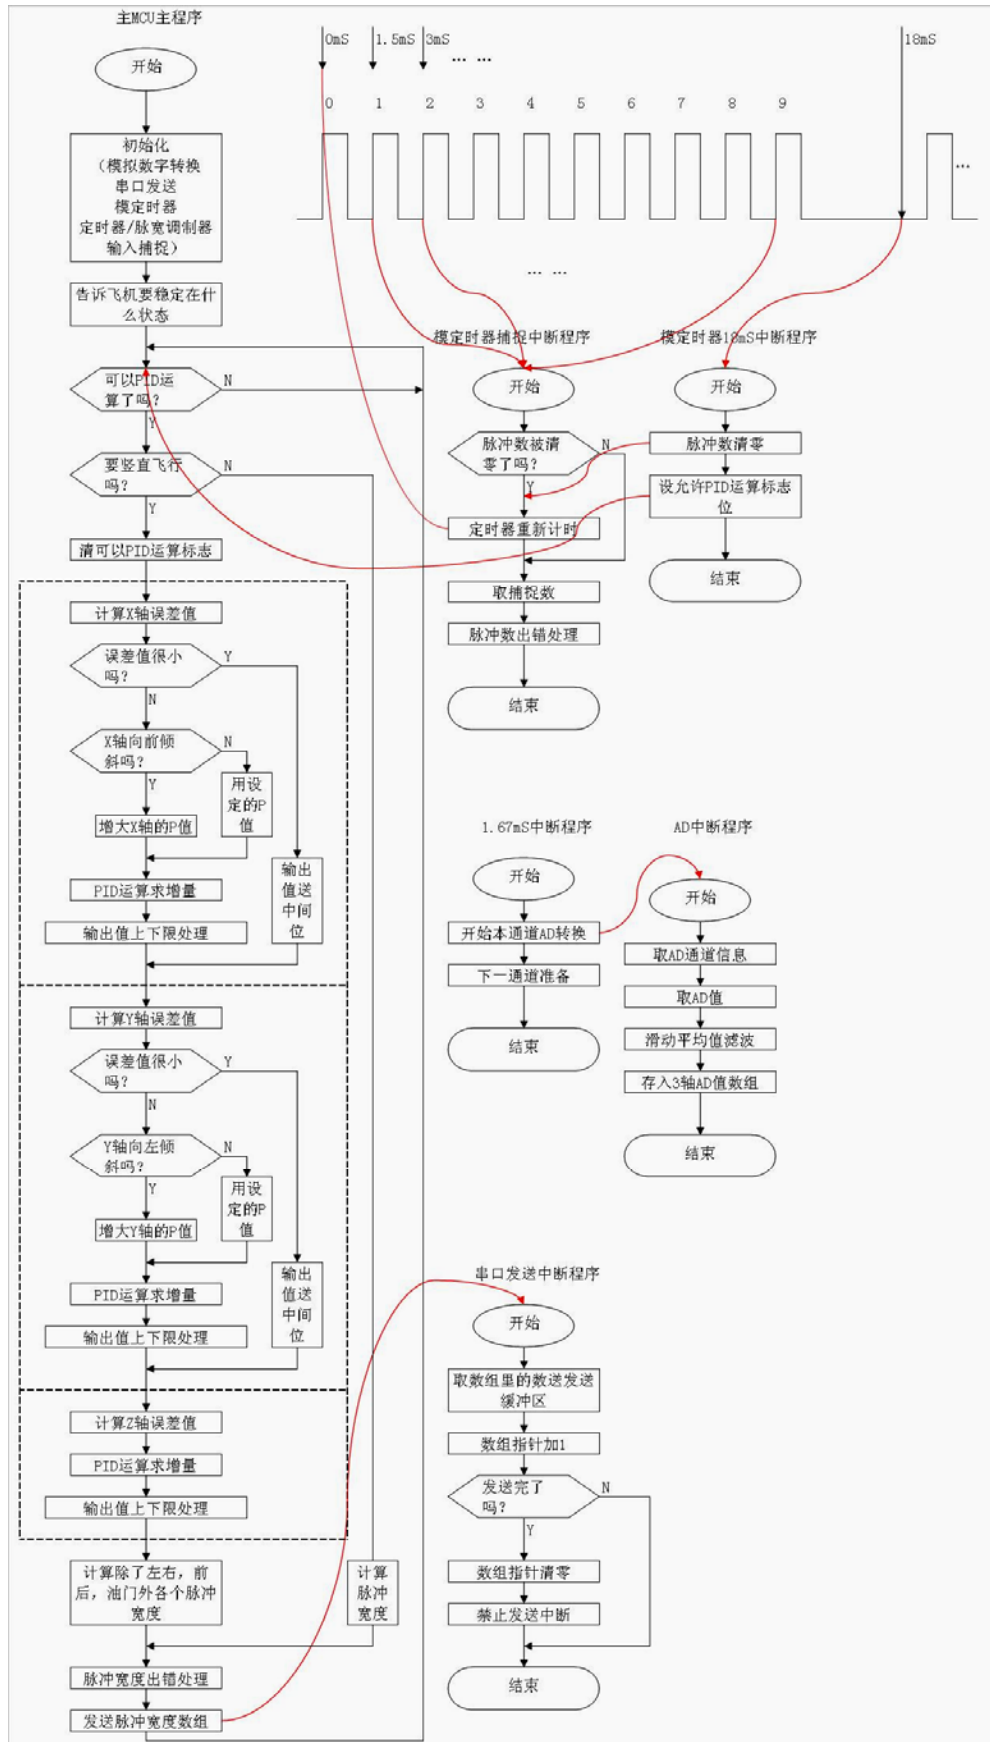 主MCU主程序
开始
初始化
(模拟数字转换
串口发送
模定时器
定时器/脉宽调制器
输入捕捉)
告诉飞机要稳定在什
么状态
可以PID运
算了吗?
N
Y
要竖直飞行
吗?
N
Y
清可以PID运算标志
计算X轴误差值
误差值很小
吗?
Y
N
X轴向前倾
斜吗?
N
Y
用设
定的P
值
增大X轴的P值
PID运算求增量
输出值上下限处理
输出
值送
中间
位
计算Y轴误差值
误差值很小
吗?
Y
N
Y轴向左倾
斜吗?
N
Y
用设
定的P
值
增大Y轴的P值
PID运算求增量
输出值上下限处理
输出
值送
中间
位
计算Z轴误差值
PID运算求增量
输出值上下限处理
计算除了左右, 前
后, 油门外各个脉冲
宽度
计算
脉冲
宽度
脉冲宽度出错处理
发送脉冲宽度数组
0mS
1.5mS
3mS
... ...
18mS
0 1 2 3 4 5 6 7 8 9
...
... ...
模定时器捕捉中断程序
开始
脉冲数被清
零了吗?
N
Y
定时器重新计时
取捕捉数
脉冲数出错处理
结束
模定时器18mS中断程序
开始
脉冲数清零
设允许PID运算标志
位
结束
1.67mS中断程序
开始
开始本通道AD转换
下一通道准备
结束
AD中断程序
开始
取AD通道信息
取AD值
滑动平均值滤波
存入3轴AD值数组
结束
串口发送中断程序
开始
取数组里的数送发送
缓冲区
数组指针加1
发送完了
吗?
N
Y
数组指针清零
禁止发送中断
结束